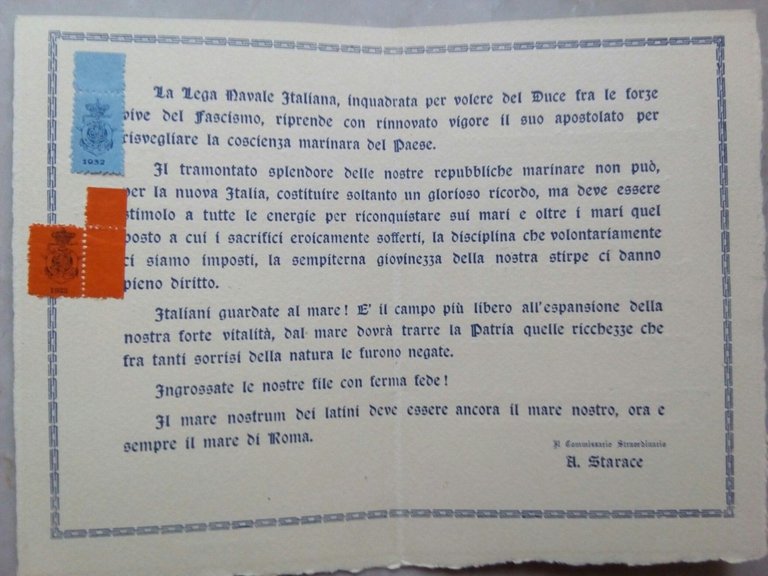 La Lega Navale Italiana, inquadrata per volere del Duce fra le forze
vive del Fascismo, riprende con rinnovato vigore il suo apostolato per
risvegliare la coscienza marinara del Paese.
Il tramontato splendore delle nostre repubbliche marinare non può,
per la nuova Italia, costituire soltanto un glorioso ricordo, ma deve essere
stimolo a tutte le energie per riconquistare sui mari e oltre i mari quel
posto a cui i sacrifici eroicamente sofferti, la disciplina che volontariamente
ci siamo imposti, la sempiterna giovinezza della nostra stirpe ci danno
pieno diritto.
Italiani guardate al mare! E' il campo più libero all'espansione della
nostra forte vitalità, dal mare dovrà trarre la Patria quelle ricchezze che
fra tanti sorrisi della natura le furono negate.
Ingrossate le nostre file con ferma fede!
Il mare nostrum dei latini deve essere ancora il mare nostro, ora e
sempre il mare di Roma.
Il Commissario Straordinario
A. Starace
1932
1932